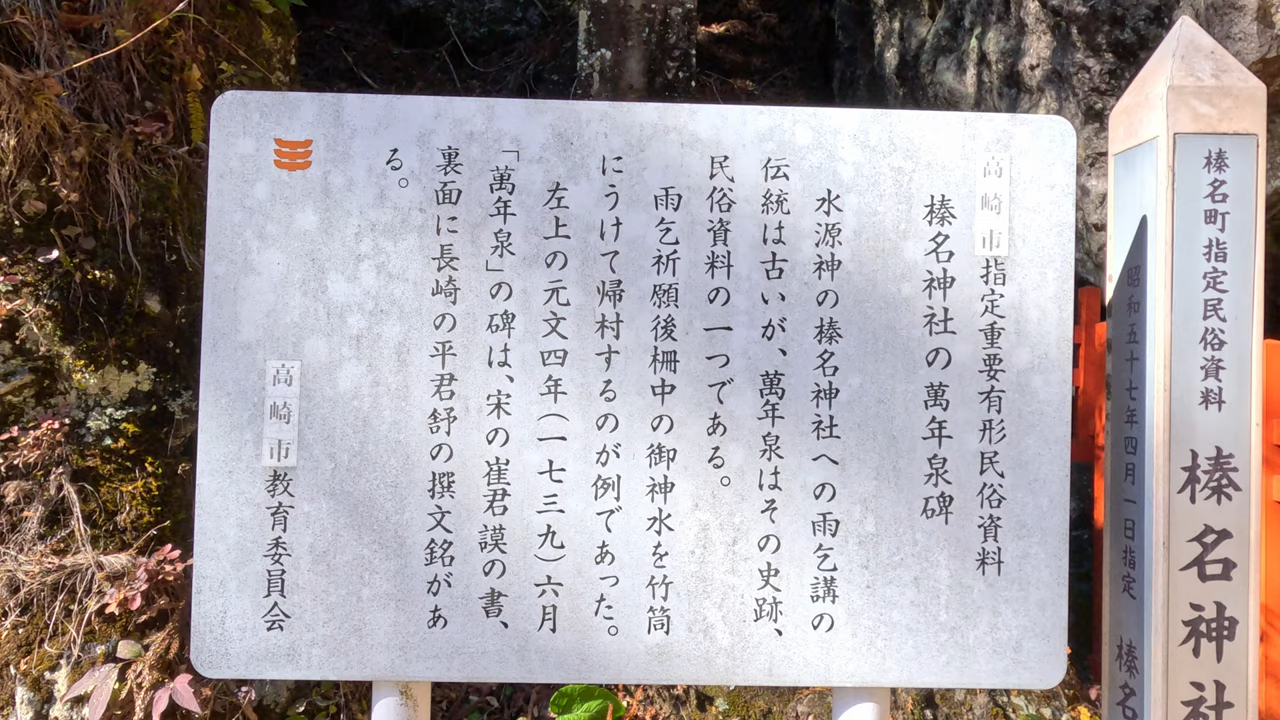 高崎市指定重要有形民俗資料
榛名神社の萬年泉碑
水源神の榛名神社への雨乞講の
伝統は古いが、萬年泉はその史跡、
民俗資料の一つである。
雨乞祈願後柵中の御神水を竹筒
にうけて帰村するのが例であった。
左上の元文四年(一七三九)六月
「萬年泉」の碑は、宋の崔君謨の書、
裏面に長崎の平君舒の撰文銘があ
る。
高崎市教育委員会
榛名町指定民俗資料 榛名神社
昭和五十七年四月一日指定 榛名